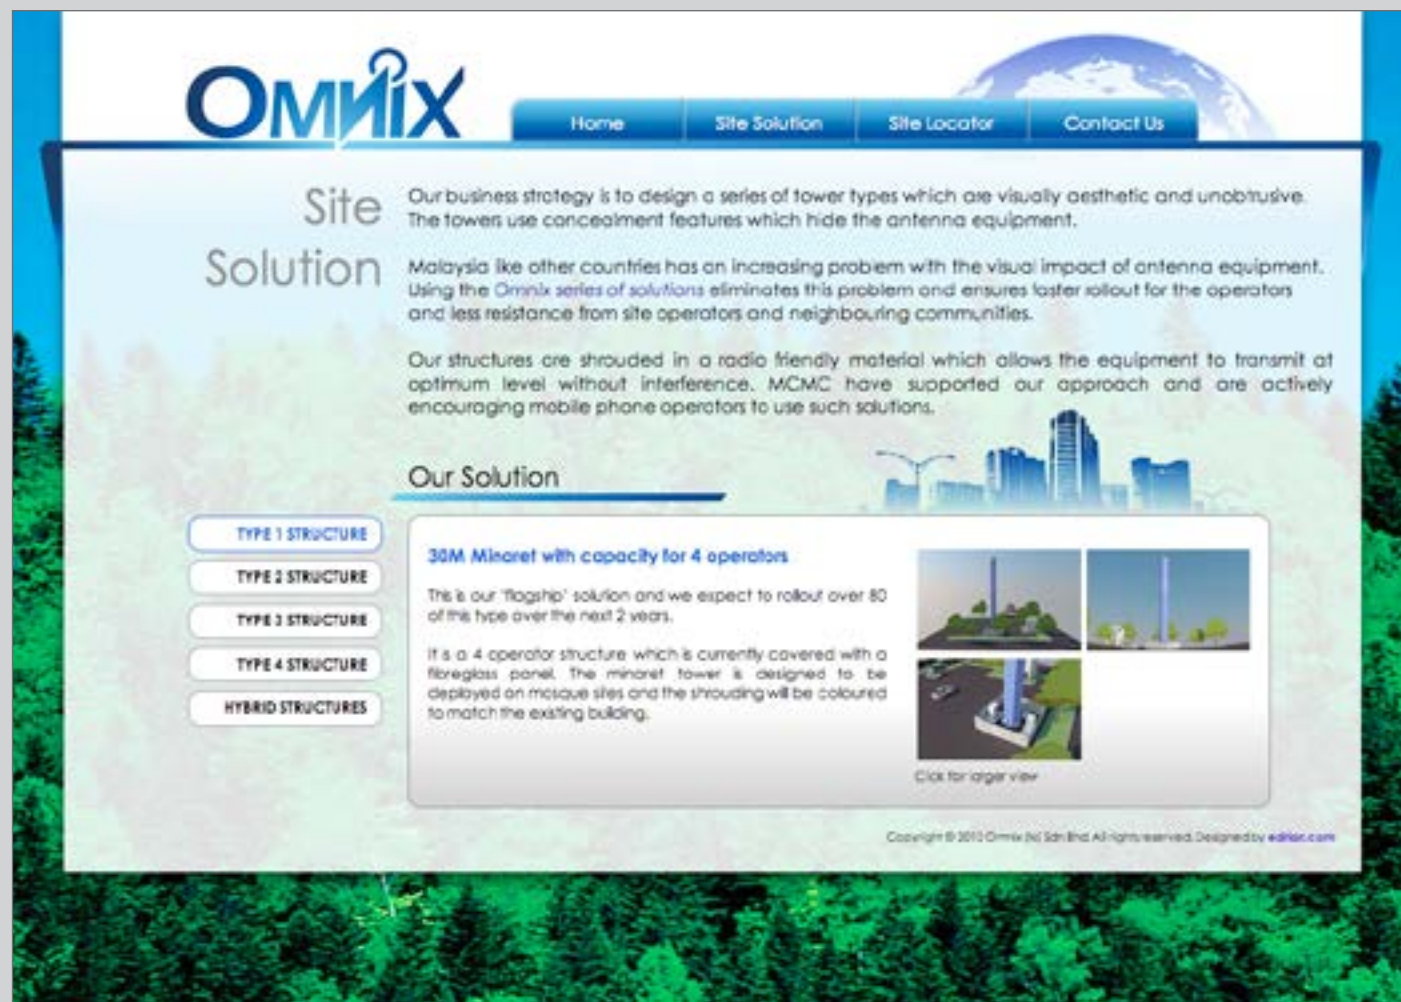 OMNIX
Home
Site Solution
Site Locator
Contact Us
Site
Solution
Our business strategy is to design a series of tower types which are visually aesthetic and unobtrusive.
The towers use concealment features which hide the antenna equipment.
Malaysia like other countries has an increasing problem with the visual impact of antenna equipment.
Using the Omnix series of solutions eliminates this problem and ensures faster rollout for the operators
and less resistance from site operators and neighbouring communities.
Our structures are shrouded in a radio friendly material which allows the equipment to transmit at
optimum level without interference. MCMC have supported our approach and are actively
encouraging mobile phone operators to use such solutions.
Our Solution
TYPE 1 STRUCTURE
TYPE 2 STRUCTURE
TYPE 3 STRUCTURE
TYPE 4 STRUCTURE
HYBRID STRUCTURES
30M Minaret with capacity for 4 operators
This is our 'flagship' solution and we expect to rollout over 80
of this type over the next 2 years.
It is a 4 operator structure which is currently covered with a
fibreglass panel. The minaret tower is designed to be
deployed on mosque sites and the shrouding will be coloured
to match the existing building.
Click for larger view
Copyright © Omnix Sdn Bhd. All rights reserved. Designed by